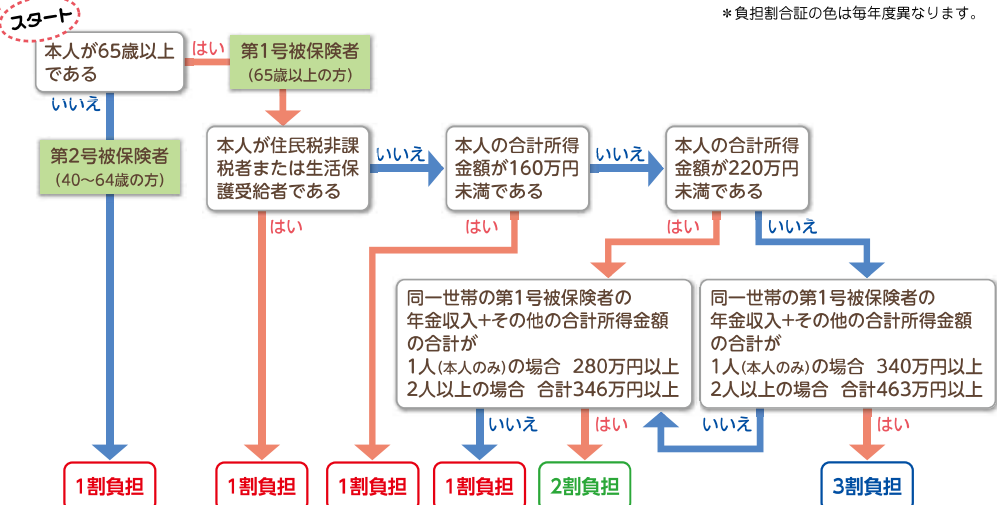 スタート
＊負担割合証の色は毎年度異なります。
本人が65歳以上
である
はい
第1号被保険者
(65歳以上の方)
いいえ
第2号被保険者
(40〜64歳の方)
本人が住民税非課
税者または生活保
護受給者である
いいえ
本人の合計所得
金額が160万円
未満である
いいえ
本人の合計所得
金額が220万円
未満である
はい
はい
はい
いいえ
同一世帯の第1号被保険者の
年金収入+その他の合計所得金額
の合計が
1人(本人のみ)の場合 280万円以上
2人以上の場合 合計346万円以上
同一世帯の第1号被保険者の
年金収入+その他の合計所得金額
の合計が
1人(本人のみ)の場合 340万円以上
2人以上の場合 合計463万円以上
いいえ
はい
いいえ
はい
1割負担
1割負担
1割負担
1割負担
2割負担
3割負担